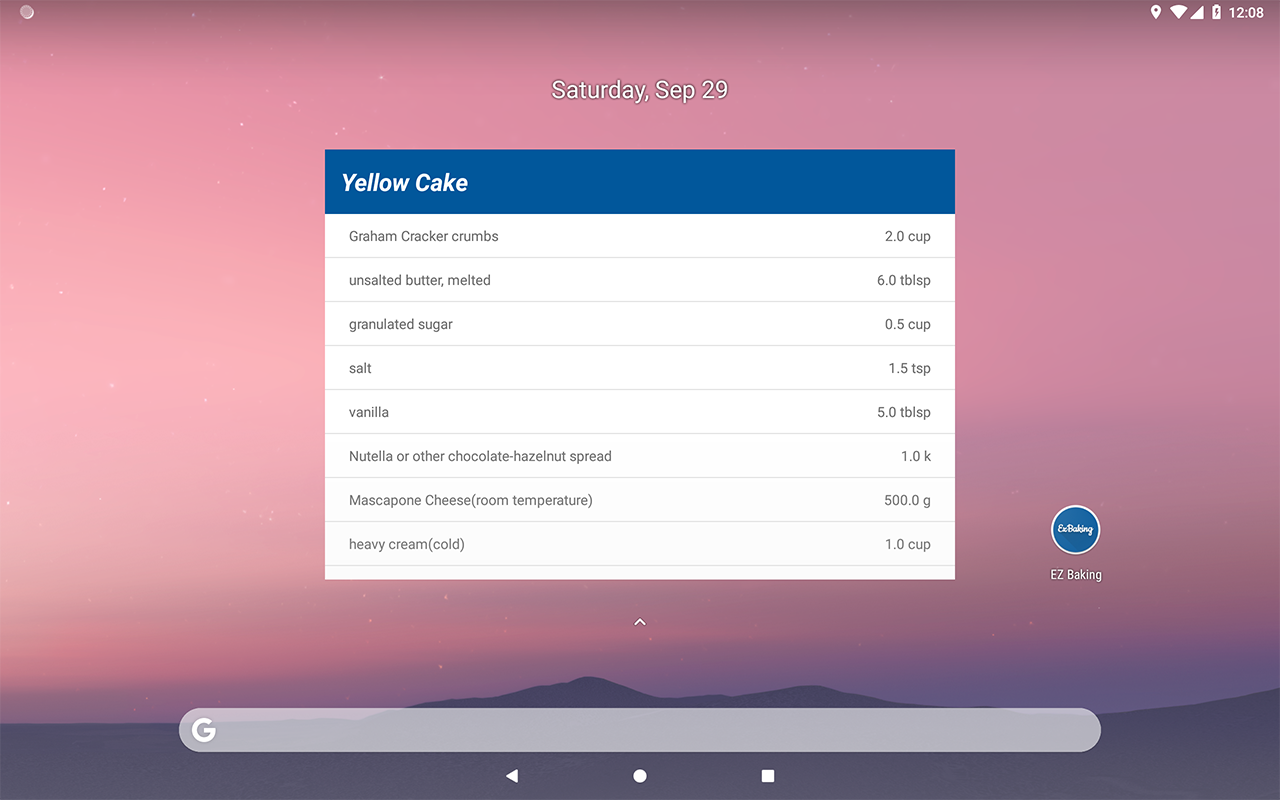 12:08
Saturday, Sep 29
Yellow Cake
Graham Cracker crumbs 2.0 cup
unsalted butter, melted 6.0 tblsp
granulated sugar 0.5 cup
salt 1.5 tsp
vanilla 5.0 tblsp
Nutella or other chocolate-hazelnut spread 1.0 k
Mascapone Cheese(room temperature) 500.0 g
heavy cream(cold) 1.0 cup
EzBaking
EZ Baking
G